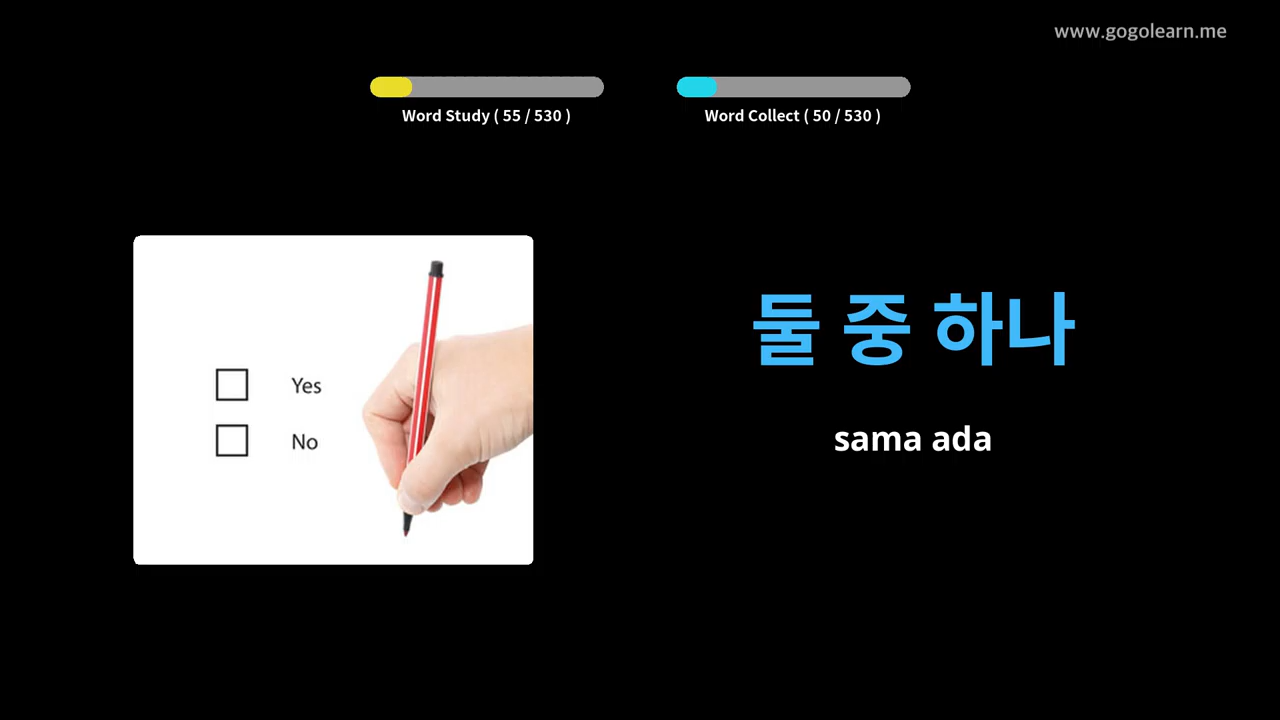 www.gogolearn.me
Word Study ( 55 / 530 )
Word Collect ( 50 / 530 )
Yes
No
둘 중 하나
sama ada